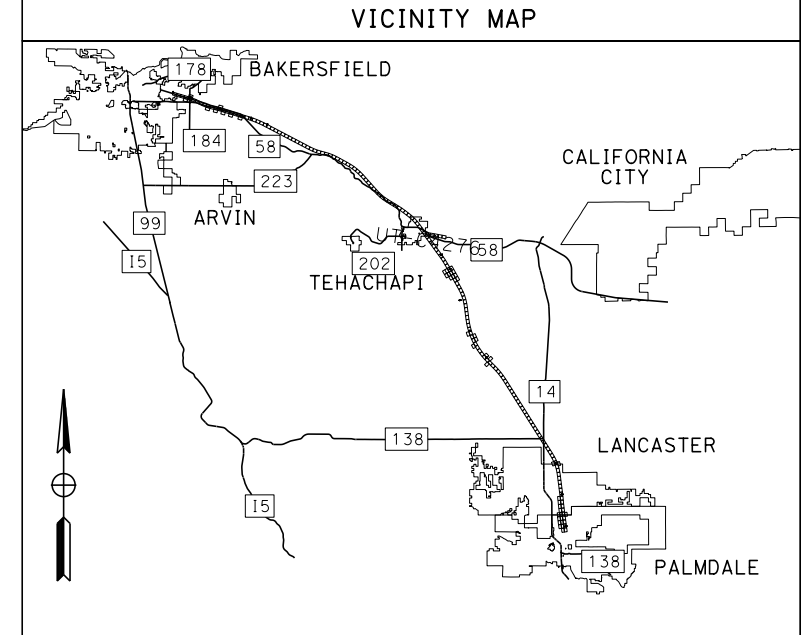 VICINITY MAP
178
BAKERSFIELD
184
58
CALIFORNIA
CITY
223
ARVIN
99
58
I5
202
TEHACHAPI
14
138
LANCASTER
I5
138
PALMDALE